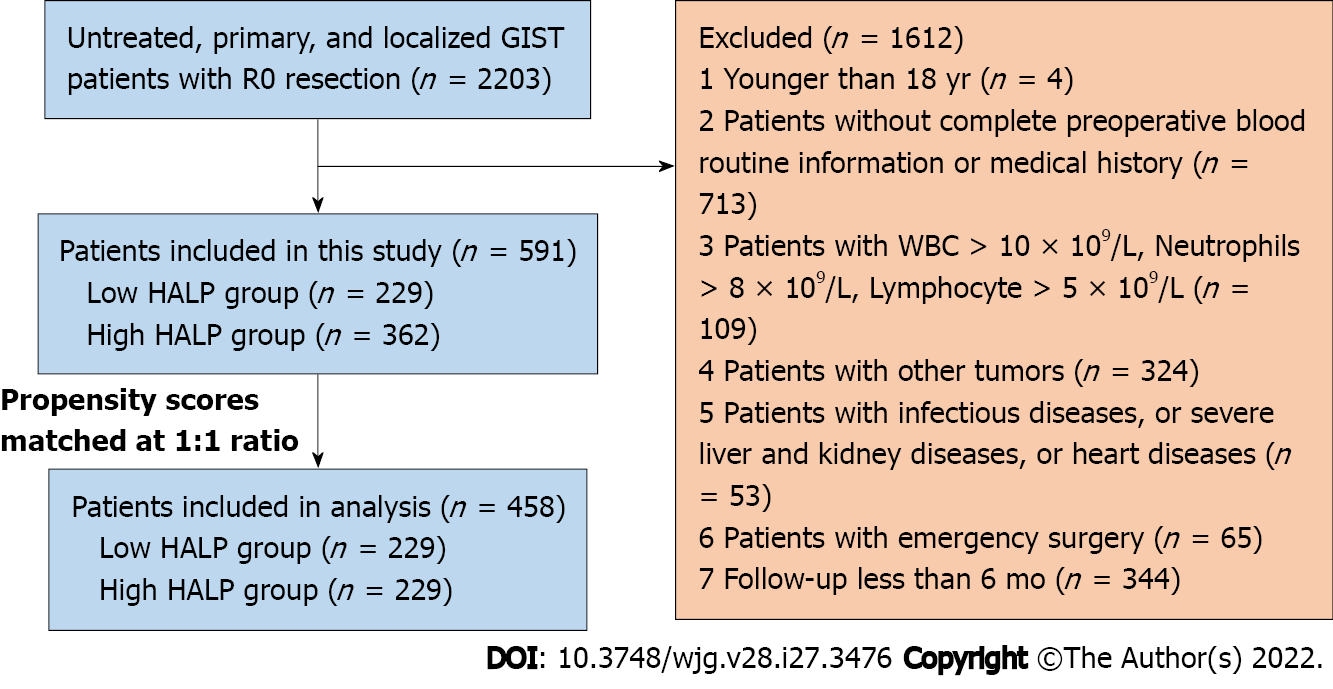 Untreated, primary, and localized GIST
patients with R0 resection (n = 2203)
Patients included in this study (n = 591)
Low HALP group (n = 229)
High HALP group (n = 362)
Propensity scores
matched at 1:1 ratio
Patients included in analysis (n = 458)
Low HALP group (n = 229)
High HALP group (n = 229)
Excluded (n = 1612)
1 Younger than 18 yr (n = 4)
2 Patients without complete preoperative blood
routine information or medical history (n =
713)
3 Patients with WBC > 10 × 10⁹/L, Neutrophils
> 8 × 10⁹/L, Lymphocyte > 5 × 10⁹/L (n =
109)
4 Patients with other tumors (n = 324)
5 Patients with infectious diseases, or severe
liver and kidney diseases, or heart diseases (n
= 53)
6 Patients with emergency surgery (n = 65)
7 Follow-up less than 6 mo (n = 344)
DOI: 10.3748/wjg.v28.i27.3476 Copyright ©The Author(s) 2022.